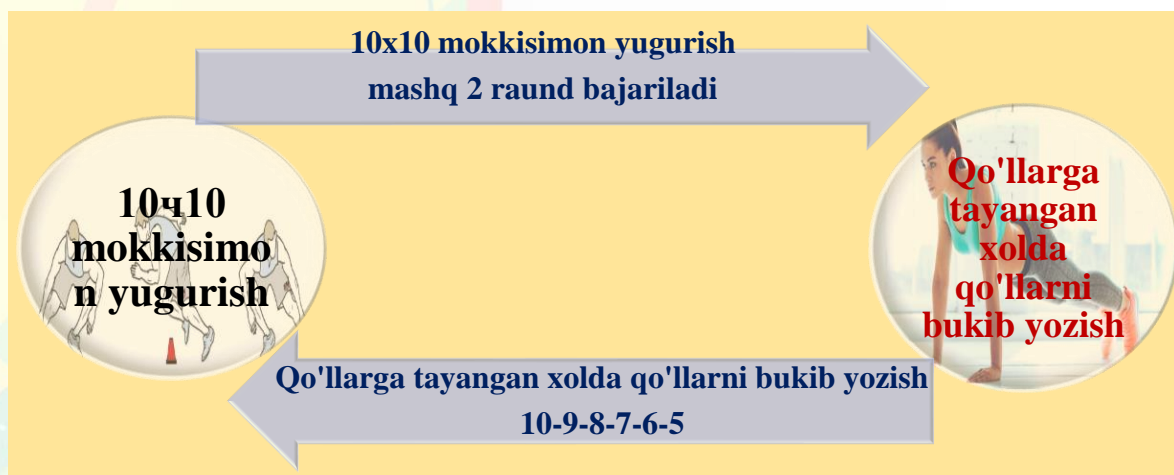 10x10 mokkisimon yugurish
mashq 2 raund bajariladi
10ч10
mokkisimo
n yugurish
Qo'llarga
tayangan
xolda
qo'llarni
bukib yozish
Qo'llarga tayangan xolda qo'llarni bukib yozish
10-9-8-7-6-5